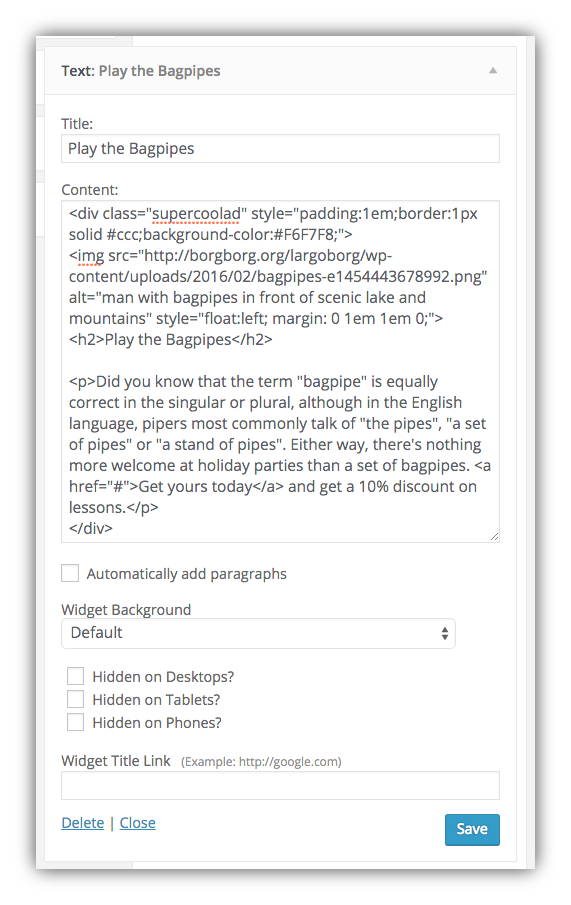 Text: Play the Bagpipes
Title:
Play the Bagpipes
Content:
<div class="supercoolad" style="padding:1em;border:1px
solid #ccc;background-color:#F6F7F8;">
<img src="http://borgborg.org/largoborg/wp-
content/uploads/2016/02/bagpipes-e1454443678992.png"
alt="man with bagpipes in front of scenic lake and
mountains" style="float:left; margin: 0 1em 1em 0;">
<h2>Play the Bagpipes</h2>
<p>Did you know that the term "bagpipe" is equally
correct in the singular or plural, although in the English
language, pipers most commonly talk of "the pipes", "a set
of pipes" or "a stand of pipes". Either way, there's nothing
more welcome at holiday parties than a set of bagpipes. <a
href="#">Get yours today</a> and get a 10% discount on
lessons.</p>
</div>
Automatically add paragraphs
Widget Background
Default
Hidden on Desktops?
Hidden on Tablets?
Hidden on Phones?
Widget Title Link (Example: http://google.com)
Delete | Close
Save